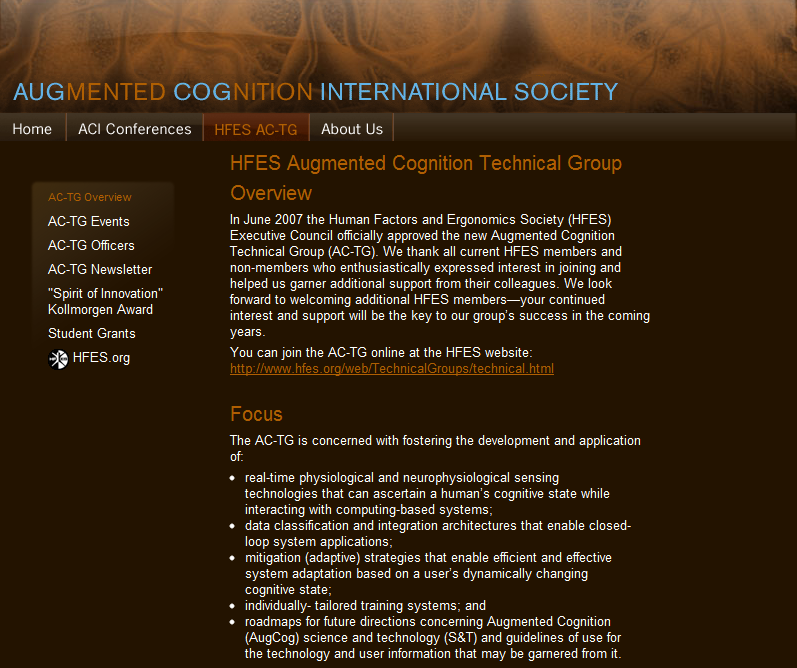 AUGMENTED COGNITION INTERNATIONAL SOCIETY
Home
ACI Conferences
HFES AC-TG
About Us
AC-TG Overview
AC-TG Events
AC-TG Officers
AC-TG Newsletter
"Spirit of Innovation"
Kollmorgen Award
Student Grants
HFES.org
HFES Augmented Cognition Technical Group
Overview
In June 2007 the Human Factors and Ergonomics Society (HFES)
Executive Council officially approved the new Augmented Cognition
Technical Group (AC-TG). We thank all current HFES members and
non-members who enthusiastically expressed interest in joining and
helped us garner additional support from their colleagues. We look
forward to welcoming additional HFES members—your continued
interest and support will be the key to our group's success in the coming
years.
You can join the AC-TG online at the HFES website:
http://www.hfes.org/web/TechnicalGroups/technical.html
Focus
The AC-TG is concerned with fostering the development and application
of:
• real-time physiological and neurophysiological sensing
technologies that can ascertain a human's cognitive state while
interacting with computing-based systems;
• data classification and integration architectures that enable closed-
loop system applications;
• mitigation (adaptive) strategies that enable efficient and effective
system adaptation based on a user's dynamically changing
cognitive state;
• individually- tailored training systems; and
• roadmaps for future directions concerning Augmented Cognition
(AugCog) science and technology (S&T) and guidelines of use for
the technology and user information that may be garnered from it.